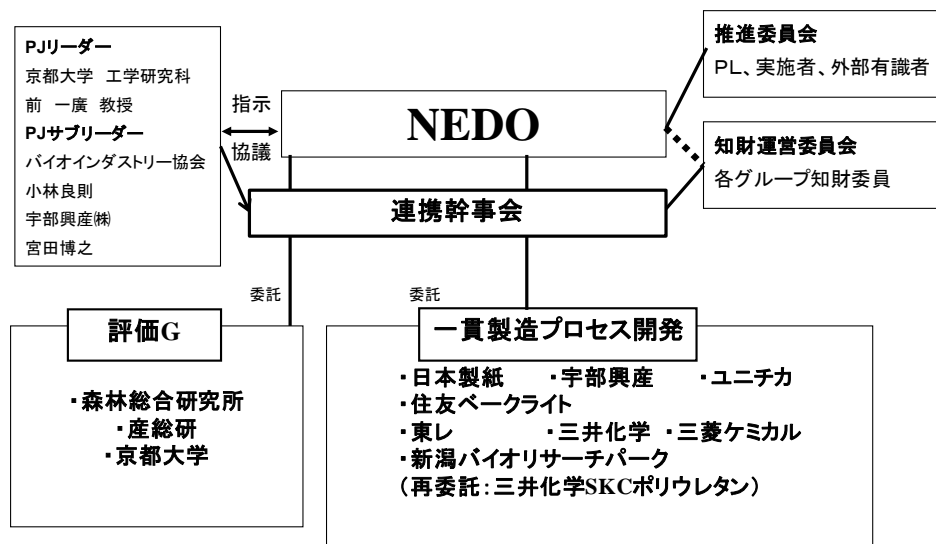 PJリーダー
京都大学 工学研究科
前 一廣 教授
PJサブリーダー
バイオインダストリー協会
小林良則
宇部興産㈱
宮田博之
指示
協議
NEDO
推進委員会
PL、実施者、外部有識者
知財運営委員会
各グループ知財委員
連携幹事会
委託
委託
評価G
・森林総合研究所
・産総研
・京都大学
一貫製造プロセス開発
・日本製紙 ・宇部興産 ・ユニチカ
・住友ベークライト
・東レ ・三井化学 ・三菱ケミカル
・新潟バイオリサーチパーク
（再委託：三井化学SKCポリウレタン）